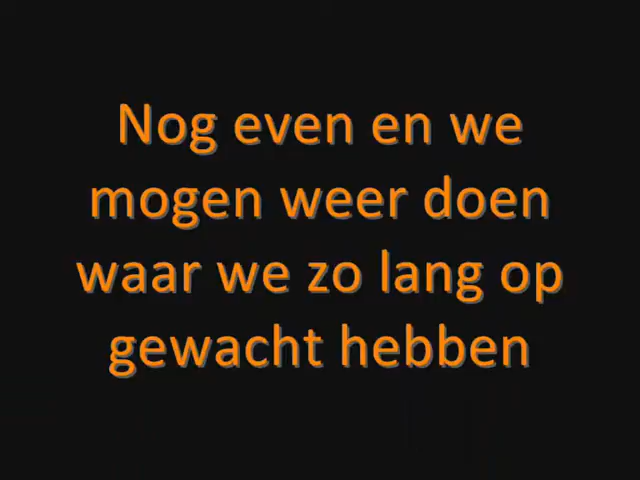 Nog even en we
mogen weer doen
waar we zo lang op
gewacht hebben